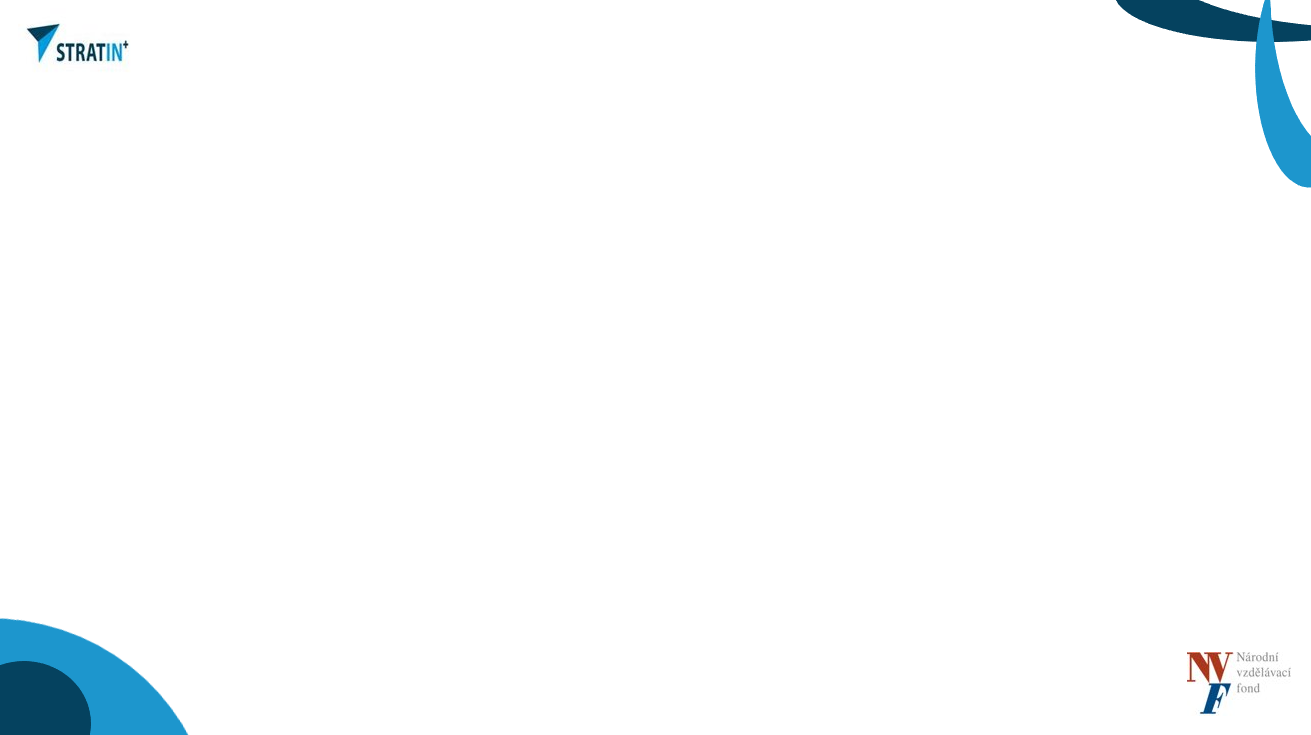 STRATIN+
NVF
Národní
vzdělávací
fond